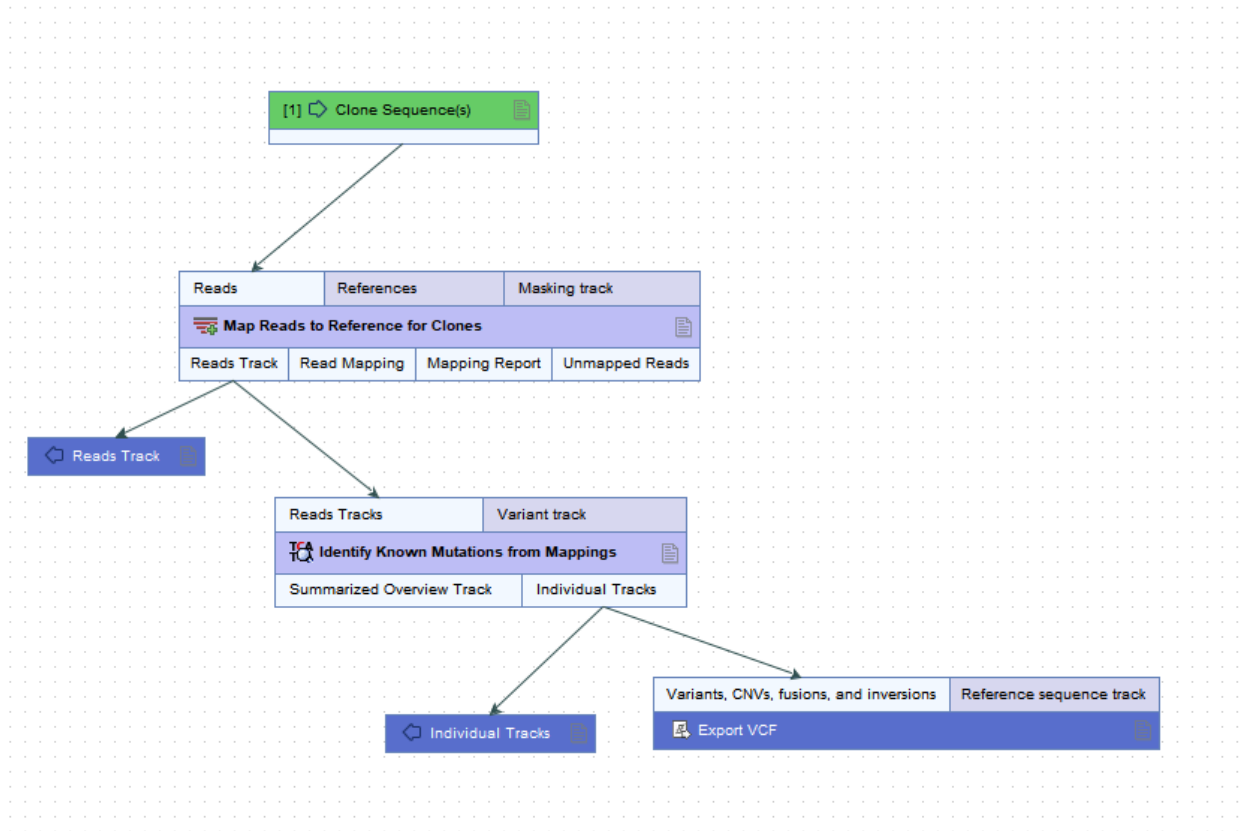 [1] Clone Sequence(s)
Reads References Masking track
Map Reads to Reference for Clones
Reads Track Read Mapping Mapping Report Unmapped Reads
Reads Track
Reads Tracks Variant track
Identify Known Mutations from Mappings
Summarized Overview Track Individual Tracks
Variants, CNVs, fusions, and inversions Reference sequence track
Individual Tracks
Export VCF